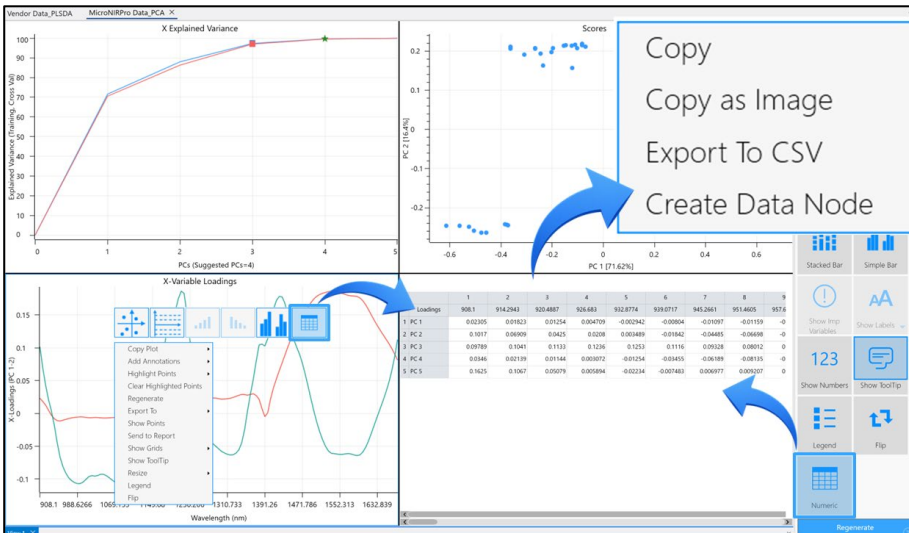 Vendor Data_PLSDA MicroNIRPro Data_PCA ×
X Explained Variance
Explained Variance (Training, Cross Val)
100
90
80
70
60
50
40
30
20
10
0
0 1 2 3 4 5
PCs (Suggested PCs=4)
Scores
PC 2 [16.4%]
0.2
0.1
0
-0.1
-0.2
-0.6 -0.4 -0.2 0 0.2 0.4 0.6
PC 1 [71.62%]
Copy
Copy as Image
Export To CSV
Create Data Node
Stacked Bar Simple Bar
Show Imp Variables
Show Labels
123
Show Numbers Show ToolTip
Legend Flip
Numeric
Regenerate
X-Variable Loadings
X-Loadings (PC 1-2)
0.15
0.1
0.05
0
-0.05
-0.1
Copy Plot
Add Annotations
Highlight Points
Clear Highlighted Points
Regenerate
Export To
Show Points
Send to Report
Show Grids
Show ToolTip
Resize
Legend
Flip
908.1 988.6266 1310.733 1391.26 1471.786 1552.313 1632.839
Wavelength (nm)
1 2 3 4 5 6 7 8 9
Loadings 908.1 914.2943 920.4887 926.683 932.8774 939.0717 945.2661 951.4605 957.6
1 PC 1 0.02305 0.01823 0.01254 0.004709 -0.002942 -0.00804 -0.01097 -0.01159
2 PC 2 0.1017 0.06909 0.0425 0.0208 0.003489 -0.01842 -0.04485 -0.06698
3 PC 3 0.09789 0.1041 0.1133 0.1236 0.1253 0.1116 0.09328 0.08012 0
4 PC 4 0.0346 0.02139 0.01144 0.003072 -0.01254 -0.03455 -0.06189 -0.08135
5 PC 5 0.1625 0.1067 0.05079 0.005894 -0.02234 -0.007483 0.006977 0.009207 0